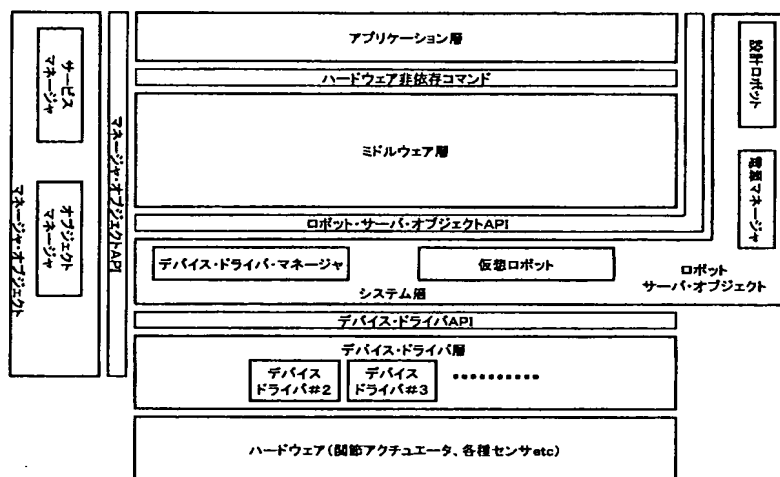 アプリケーション層
ハードウェア非依存コマンド
ミドルウェア層
ロボット・サーバ・オブジェクトAPI
デバイス・ドライバ・マネージャ
仮想ロボット
システム層
ロボット
サーバ・オブジェクト
デバイス・ドライバAPI
デバイス・ドライバ層
デバイス
ドライバ#2
デバイス
ドライバ#3
ハードウェア(関節アクチュエータ、各種センサetc)
サービス
マネージャ
オブジェクト
マネージャ
マネージャ・オブジェクト
マネージャ・オブジェクトAPI
設計ロボット
マネージャ